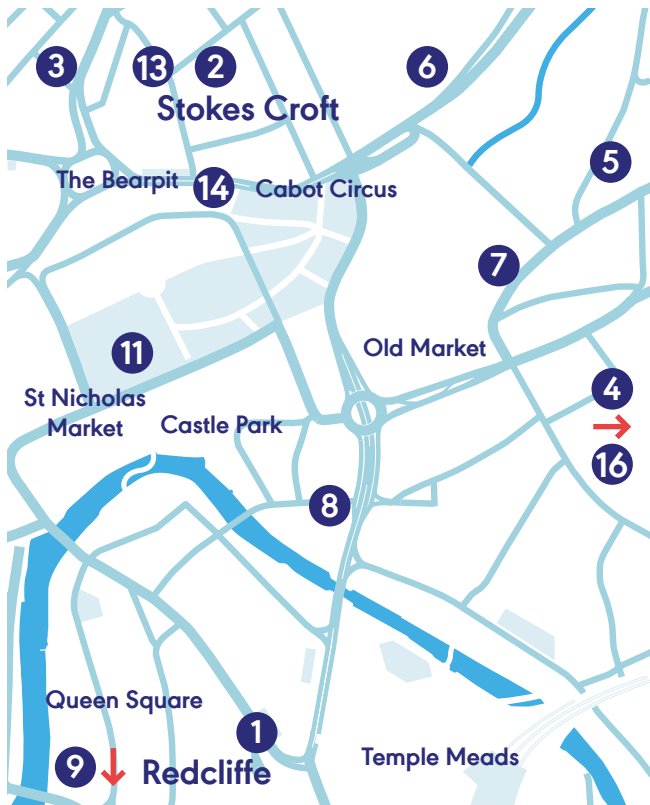 3
13
2
6
Stokes Croft
5
The Bearpit
14
Cabot Circus
7
11
Old Market
4
St Nicholas
Market
Castle Park
16
8
Queen Square
1
9
Redcliffe
Temple Meads